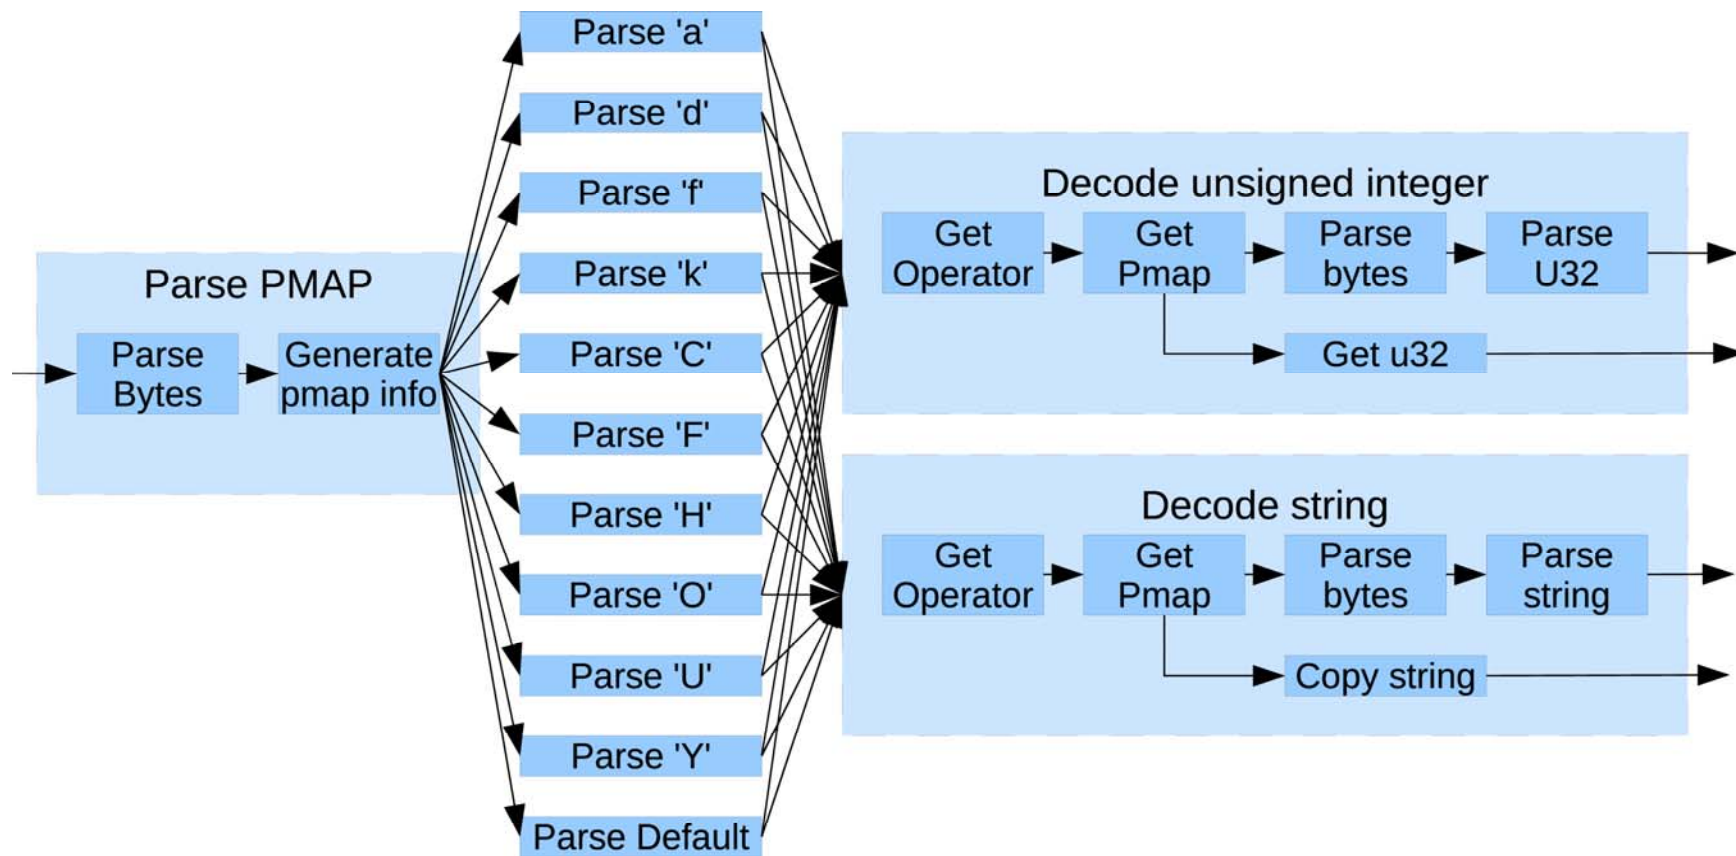 Parse PMAP
Parse
Bytes
Generate
pmap info
Parse 'a'
Parse 'd'
Parse 'f'
Parse 'k'
Parse 'C'
Parse 'F'
Parse 'H'
Parse 'O'
Parse 'U'
Parse 'Y'
Parse Default
Decode unsigned integer
Get
Operator
Get
Pmap
Parse
bytes
Parse
U32
Get u32
Decode string
Get
Operator
Get
Pmap
Parse
bytes
Parse
string
Copy string